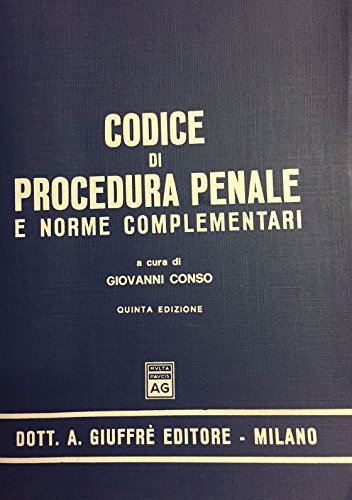 CODICE
DI
PROCEDURA PENALE
E NORME COMPLEMENTARI
a cura di
GIOVANNI CONSO
QUINTA EDIZIONE
MVLTA
PAVCIS
AG
DOTT. A. GIUFFRÈ EDITORE - MILANO